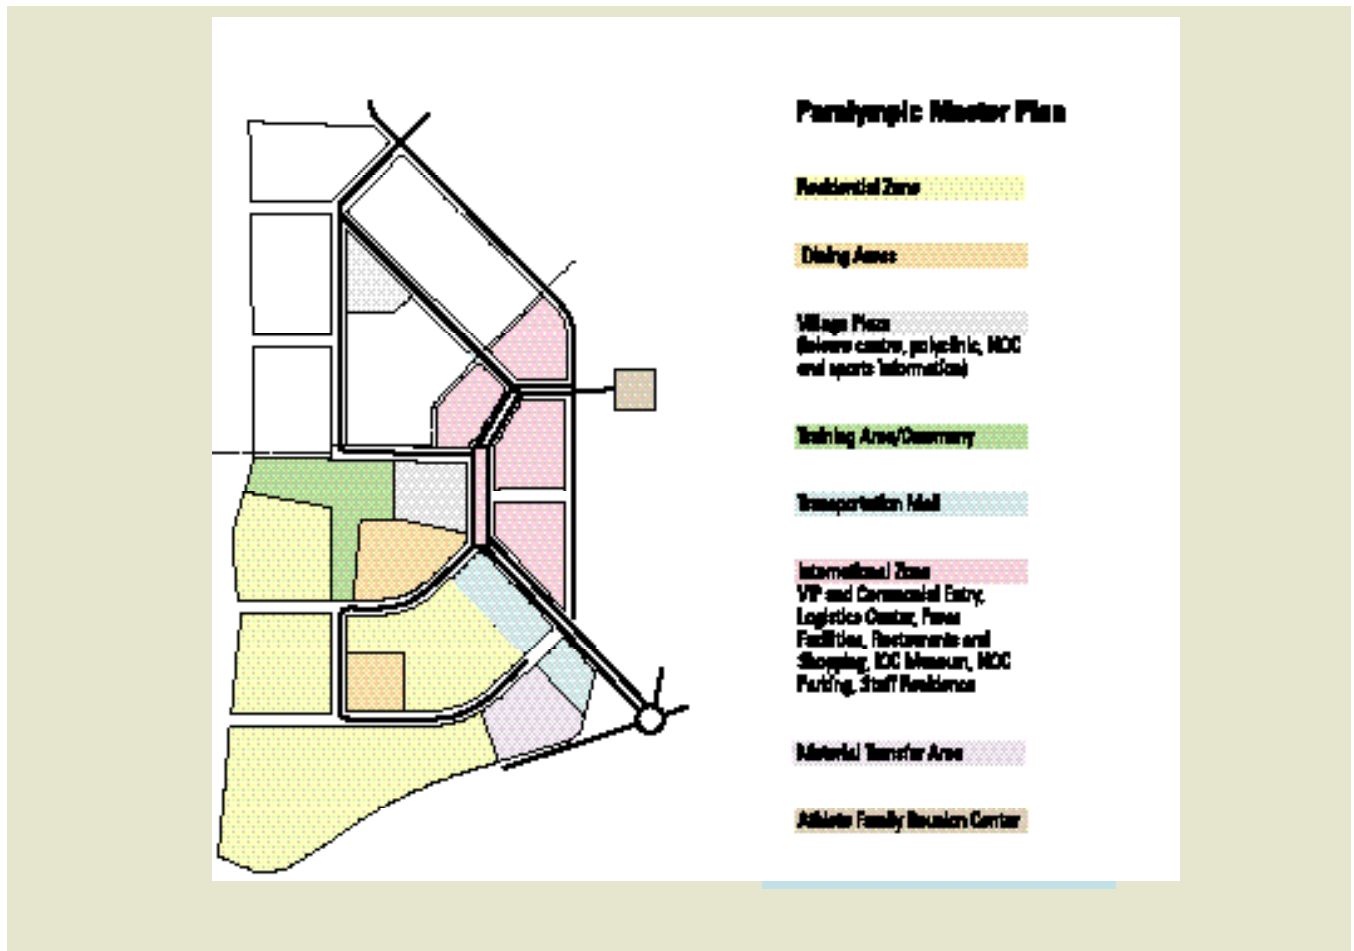 Paralympic Master Plan
Residential Zone
Dining Areas
Village Plaza
(leisure centre, polyclinic, NOC
and sports information)
Training Area/Ceremony
Transportation Mall
International Zone
VIP and Ceremonial Entry,
Logistics Center, Press
Facilities, Restaurants and
Shopping, IOC Museum, NOC
Parking, Staff Residence
Material Transfer Area
Athlete Family Reunion Center